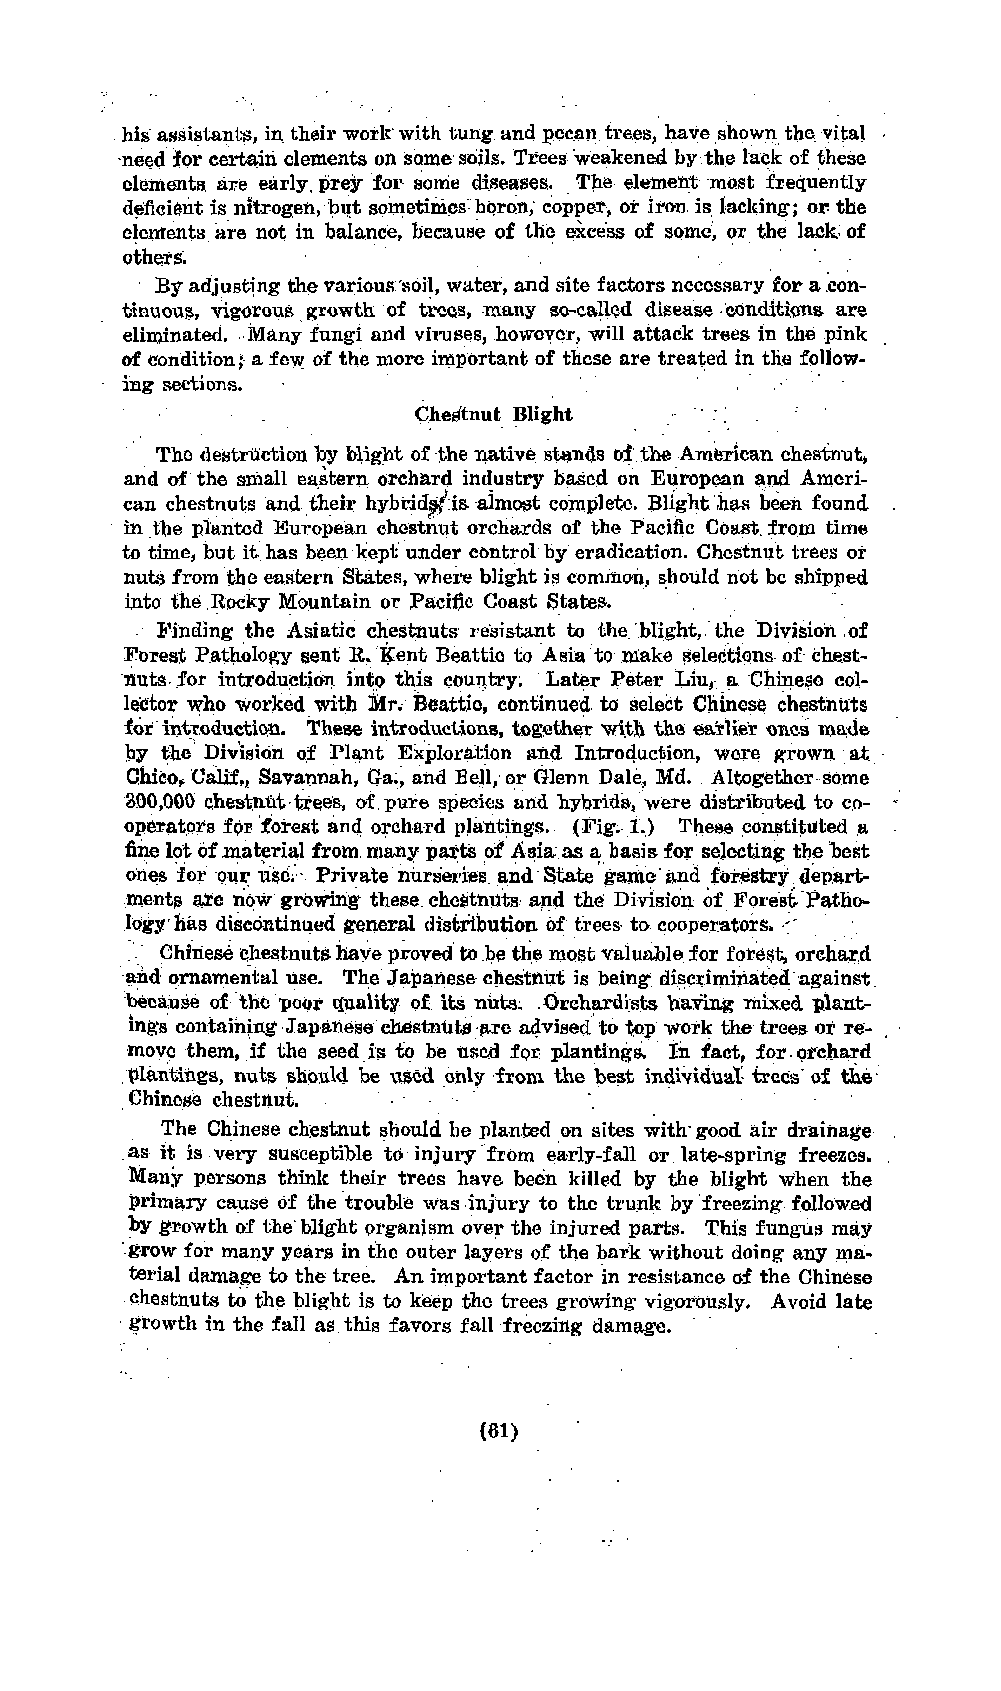 his assistants, in their work with tung and pecan trees, have shown the vital
need for certain elements on some soils. Trees weakened by the lack of these
elements are early prey for some diseases. The element most frequently
deficient is nitrogen, but sometimes boron, copper, or iron is lacking; or the
elements are not in balance, because of the excess of some, or the lack of
others.
By adjusting the various soil, water, and site factors necessary for a con-
tinuous, vigorous growth of trees, many so-called disease conditions are
eliminated. Many fungi and viruses, however, will attack trees in the pink
of condition; a few of the more important of these are treated in the follow-
ing sections.
Chestnut Blight
The destruction by blight of the native stands of the American chestnut,
and of the small eastern orchard industry based on European and Ameri-
can chestnuts and their hybrids, is almost complete. Blight has been found
in the planted European chestnut orchards of the Pacific Coast from time
to time, but it has been kept under control by eradication. Chestnut trees or
nuts from the eastern States, where blight is common, should not be shipped
into the Rocky Mountain or Pacific Coast States.
Finding the Asiatic chestnuts resistant to the blight, the Division of
Forest Pathology sent R. Kent Beattie to Asia to make selections of chest-
nuts for introduction into this country. Later Peter Liu, a Chinese col-
lector who worked with Mr. Beattie, continued to select Chinese chestnuts
for introduction. These introductions, together with the earlier ones made
by the Division of Plant Exploration and Introduction, were grown at
Chico, Calif., Savannah, Ga., and Bell, or Glenn Dale, Md. Altogether some
300,000 chestnut trees, of pure species and hybrids, were distributed to co-
operators for forest and orchard plantings. (Fig. 1.) These constituted a
fine lot of material from many parts of Asia as a basis for selecting the best
ones for our use. Private nurseries and State game and forestry depart-
ments are now growing these chestnuts and the Division of Forest Patho-
logy has discontinued general distribution of trees to cooperators.
Chinese chestnuts have proved to be the most valuable for forest, orchard
and ornamental use. The Japanese chestnut is being discriminated against
because of the poor quality of its nuts. Orchardists having mixed plant-
ings containing Japanese chestnuts are advised to top work the trees or re-
move them, if the seed is to be used for plantings. In fact, for orchard
plantings, nuts should be used only from the best individual trees of the
Chinese chestnut.
The Chinese chestnut should be planted on sites with good air drainage
as it is very susceptible to injury from early-fall or late-spring freezes.
Many persons think their trees have been killed by the blight when the
primary cause of the trouble was injury to the trunk by freezing followed
by growth of the blight organism over the injured parts. This fungus may
grow for many years in the outer layers of the bark without doing any ma-
terial damage to the tree. An important factor in resistance of the Chinese
chestnuts to the blight is to keep the trees growing vigorously. Avoid late
growth in the fall as this favors fall freezing damage.
(61)